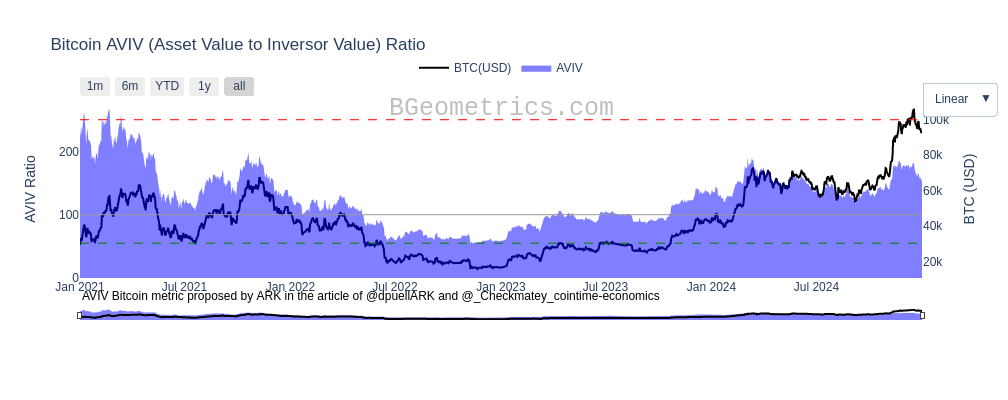 Bitcoin AVIV (Asset Value to Inversor Value) Ratio
BTC(USD)
AVIV
1m
6m
YTD
1y
all
Linear ▼
BGeometrics.com
AVIV Ratio
200
100
0
100k
80k
60k
40k
20k
BTC (USD)
Jan 2021
Jul 2021
Jan 2022
Jul 2022
Jan 2023
Jul 2023
Jan 2024
Jul 2024
AVIV Bitcoin metric proposed by ARK in the article of @dpuellARK and @_Checkmatey_cointime-economics